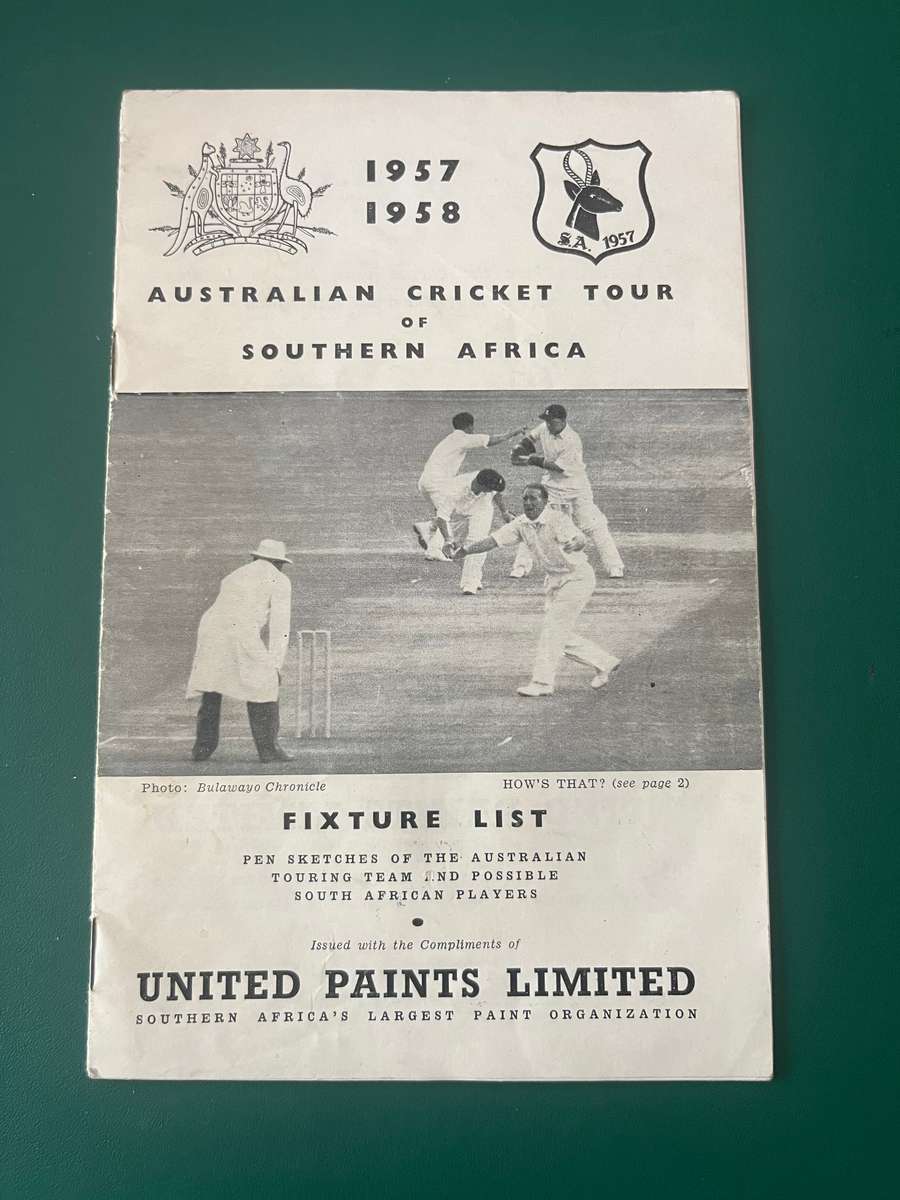 1957
1958
S.A. 1957
AUSTRALIAN CRICKET TOUR
OF
SOUTHERN AFRICA
Photo: Bulawayo Chronicle HOW'S THAT? (see page 2)
FIXTURE LIST
PEN SKETCHES OF THE AUSTRALIAN
TOURING TEAM AND POSSIBLE
SOUTH AFRICAN PLAYERS
Issued with the Compliments of
UNITED PAINTS LIMITED
SOUTHERN AFRICA'S LARGEST PAINT ORGANIZATION